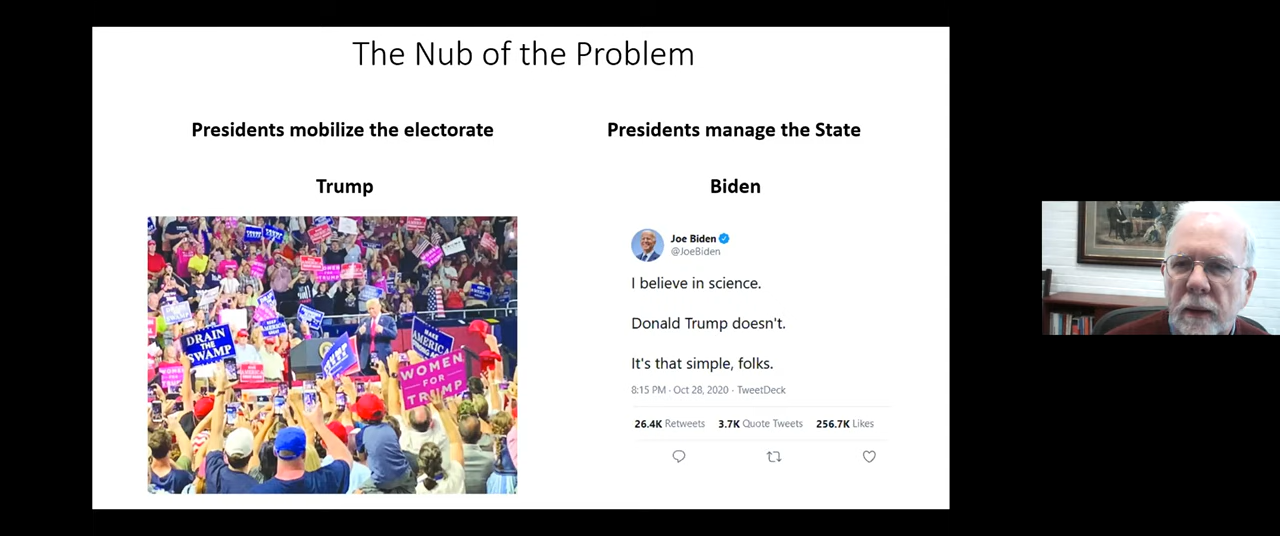 The Nub of the Problem
Presidents mobilize the electorate
Trump
DRAIN
THE
SWAMP
MAKE
AMERICA
WOMEN
FOR
TRUMP
Presidents manage the State
Biden
Joe Biden
@JoeBiden
I believe in science.
Donald Trump doesn't.
It's that simple, folks.
8:15 PM · Oct 28, 2020 · TweetDeck
26.4K Retweets 3.7K Quote Tweets 256.7K Likes